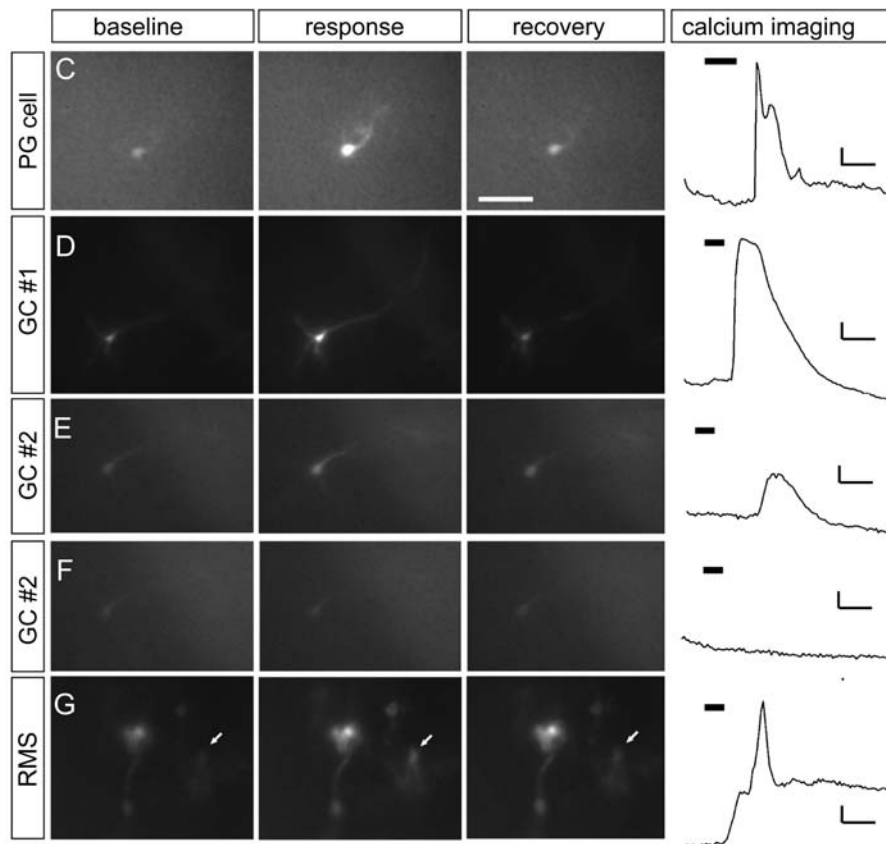 baseline
response
recovery
calcium imaging
PG cell
C
GC #1
D
GC #2
E
GC #2
F
RMS
G